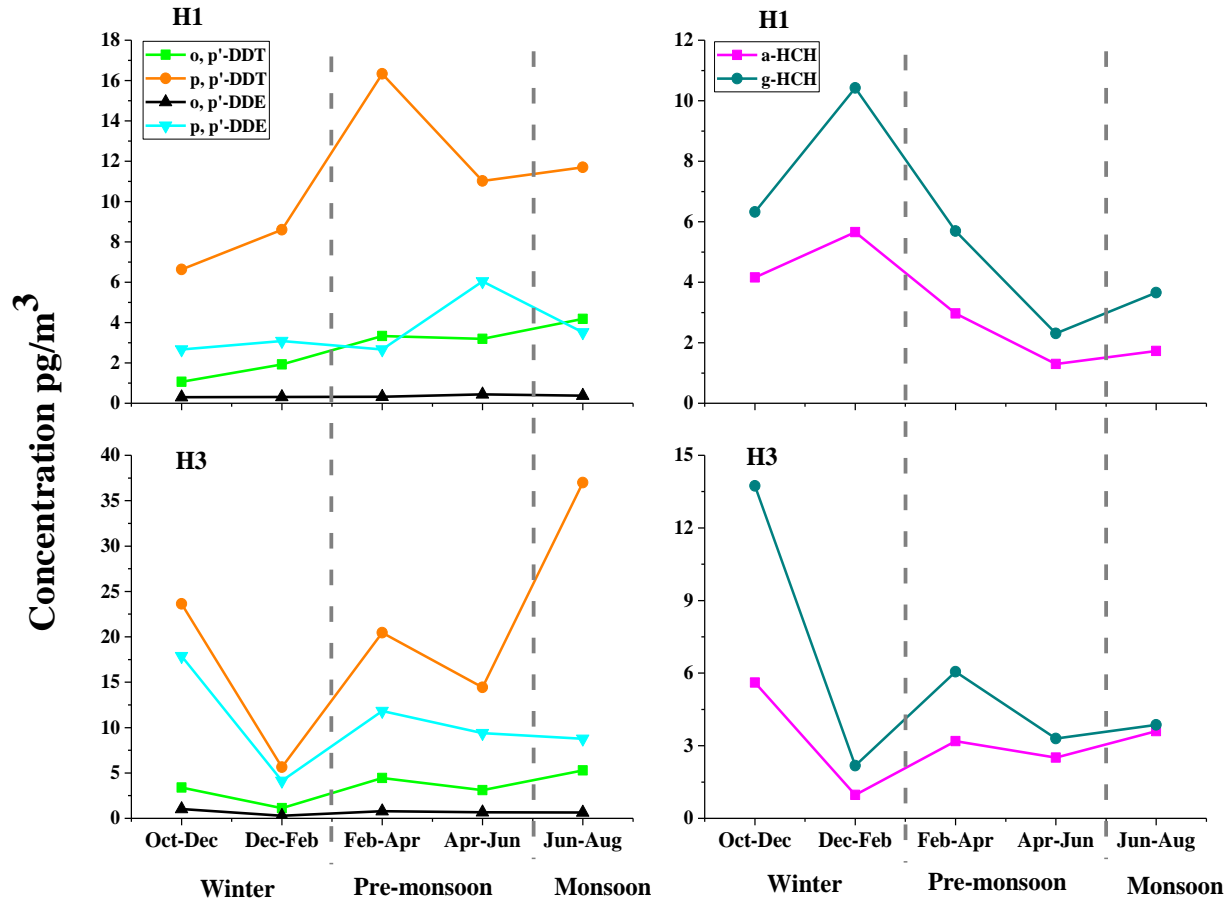 H1
18
16
14
12
10
8
6
4
2
0
o, p'-DDT
p, p'-DDT
o, p'-DDE
p, p'-DDE
H1
12
10
8
6
4
2
0
a-HCH
g-HCH
Concentration pg/m³
H3
40
35
30
25
20
15
10
5
0
Oct-Dec Dec-Feb Feb-Apr Apr-Jun Jun-Aug
Winter Pre-monsoon Monsoon
H3
15
12
9
6
3
0
Oct-Dec Dec-Feb Feb-Apr Apr-Jun Jun-Aug
Winter Pre-monsoon Monsoon